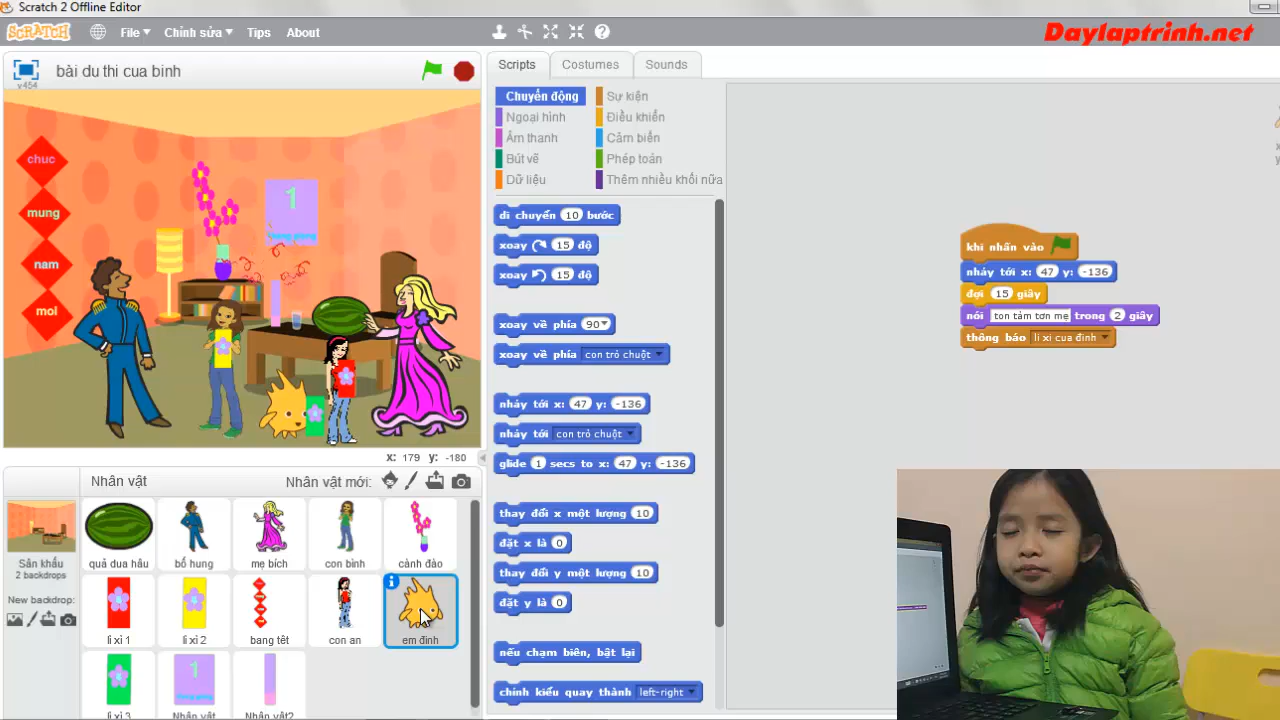 Scratch 2 Offline Editor
SCRATCH
File
Chỉnh sửa
Tips
About
Daylaptrinh.net
v454
bài du thi cua binh
chuc
mung
nam
moi
1
x: 179 y: -180
Nhân vật
Nhân vật mới:
Sân khấu
2 backdrops
New backdrop:
quả dưa hấu
bố hung
mẹ bích
con bình
cành đào
lì xì 1
lì xì 2
bang têt
con an
em đinh
lì xì 3
Nhân vật
Nhân vật2
Scripts
Costumes
Sounds
Chuyển động
Sự kiện
Ngoại hình
Điều khiển
Âm thanh
Cảm biến
Bút vẽ
Phép toán
Dữ liệu
Thêm nhiều khối nữa
di chuyển 10 bước
xoay 15 độ
xoay 15 độ
xoay về phía 90
xoay về phía con trỏ chuột
nhảy tới x: 47 y: -136
nhảy tới con trỏ chuột
glide 1 secs to x: 47 y: -136
thay đổi x một lượng 10
đặt x là 0
thay đổi y một lượng 10
đặt y là 0
nếu chạm biên, bật lại
chỉnh kiểu quay thành left-right
khi nhấn vào
nhảy tới x: 47 y: -136
đợi 15 giây
nói ton tảm tơn mẹ trong 2 giây
thông báo li xi cua đinh
x
y